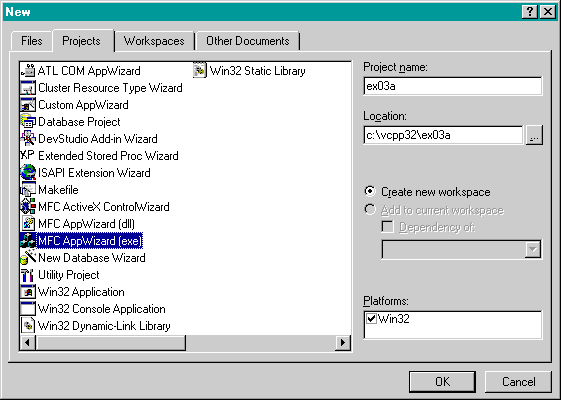 New
Files
Projects
Workspaces
Other Documents
ATL COM AppWizard
Cluster Resource Type Wizard
Custom AppWizard
Database Project
DevStudio Add-in Wizard
XP Extended Stored Proc Wizard
ISAPI Extension Wizard
Makefile
MFC ActiveX ControlWizard
MFC AppWizard (dll)
MFC AppWizard (exe)
New Database Wizard
Utility Project
Win32 Application
Win32 Console Application
Win32 Dynamic-Link Library
Win32 Static Library
Project name:
ex03a
Location:
c:\vcpp32\ex03a
...
Create new workspace
Add to current workspace
Dependency of:
Platforms:
Win32
OK
Cancel